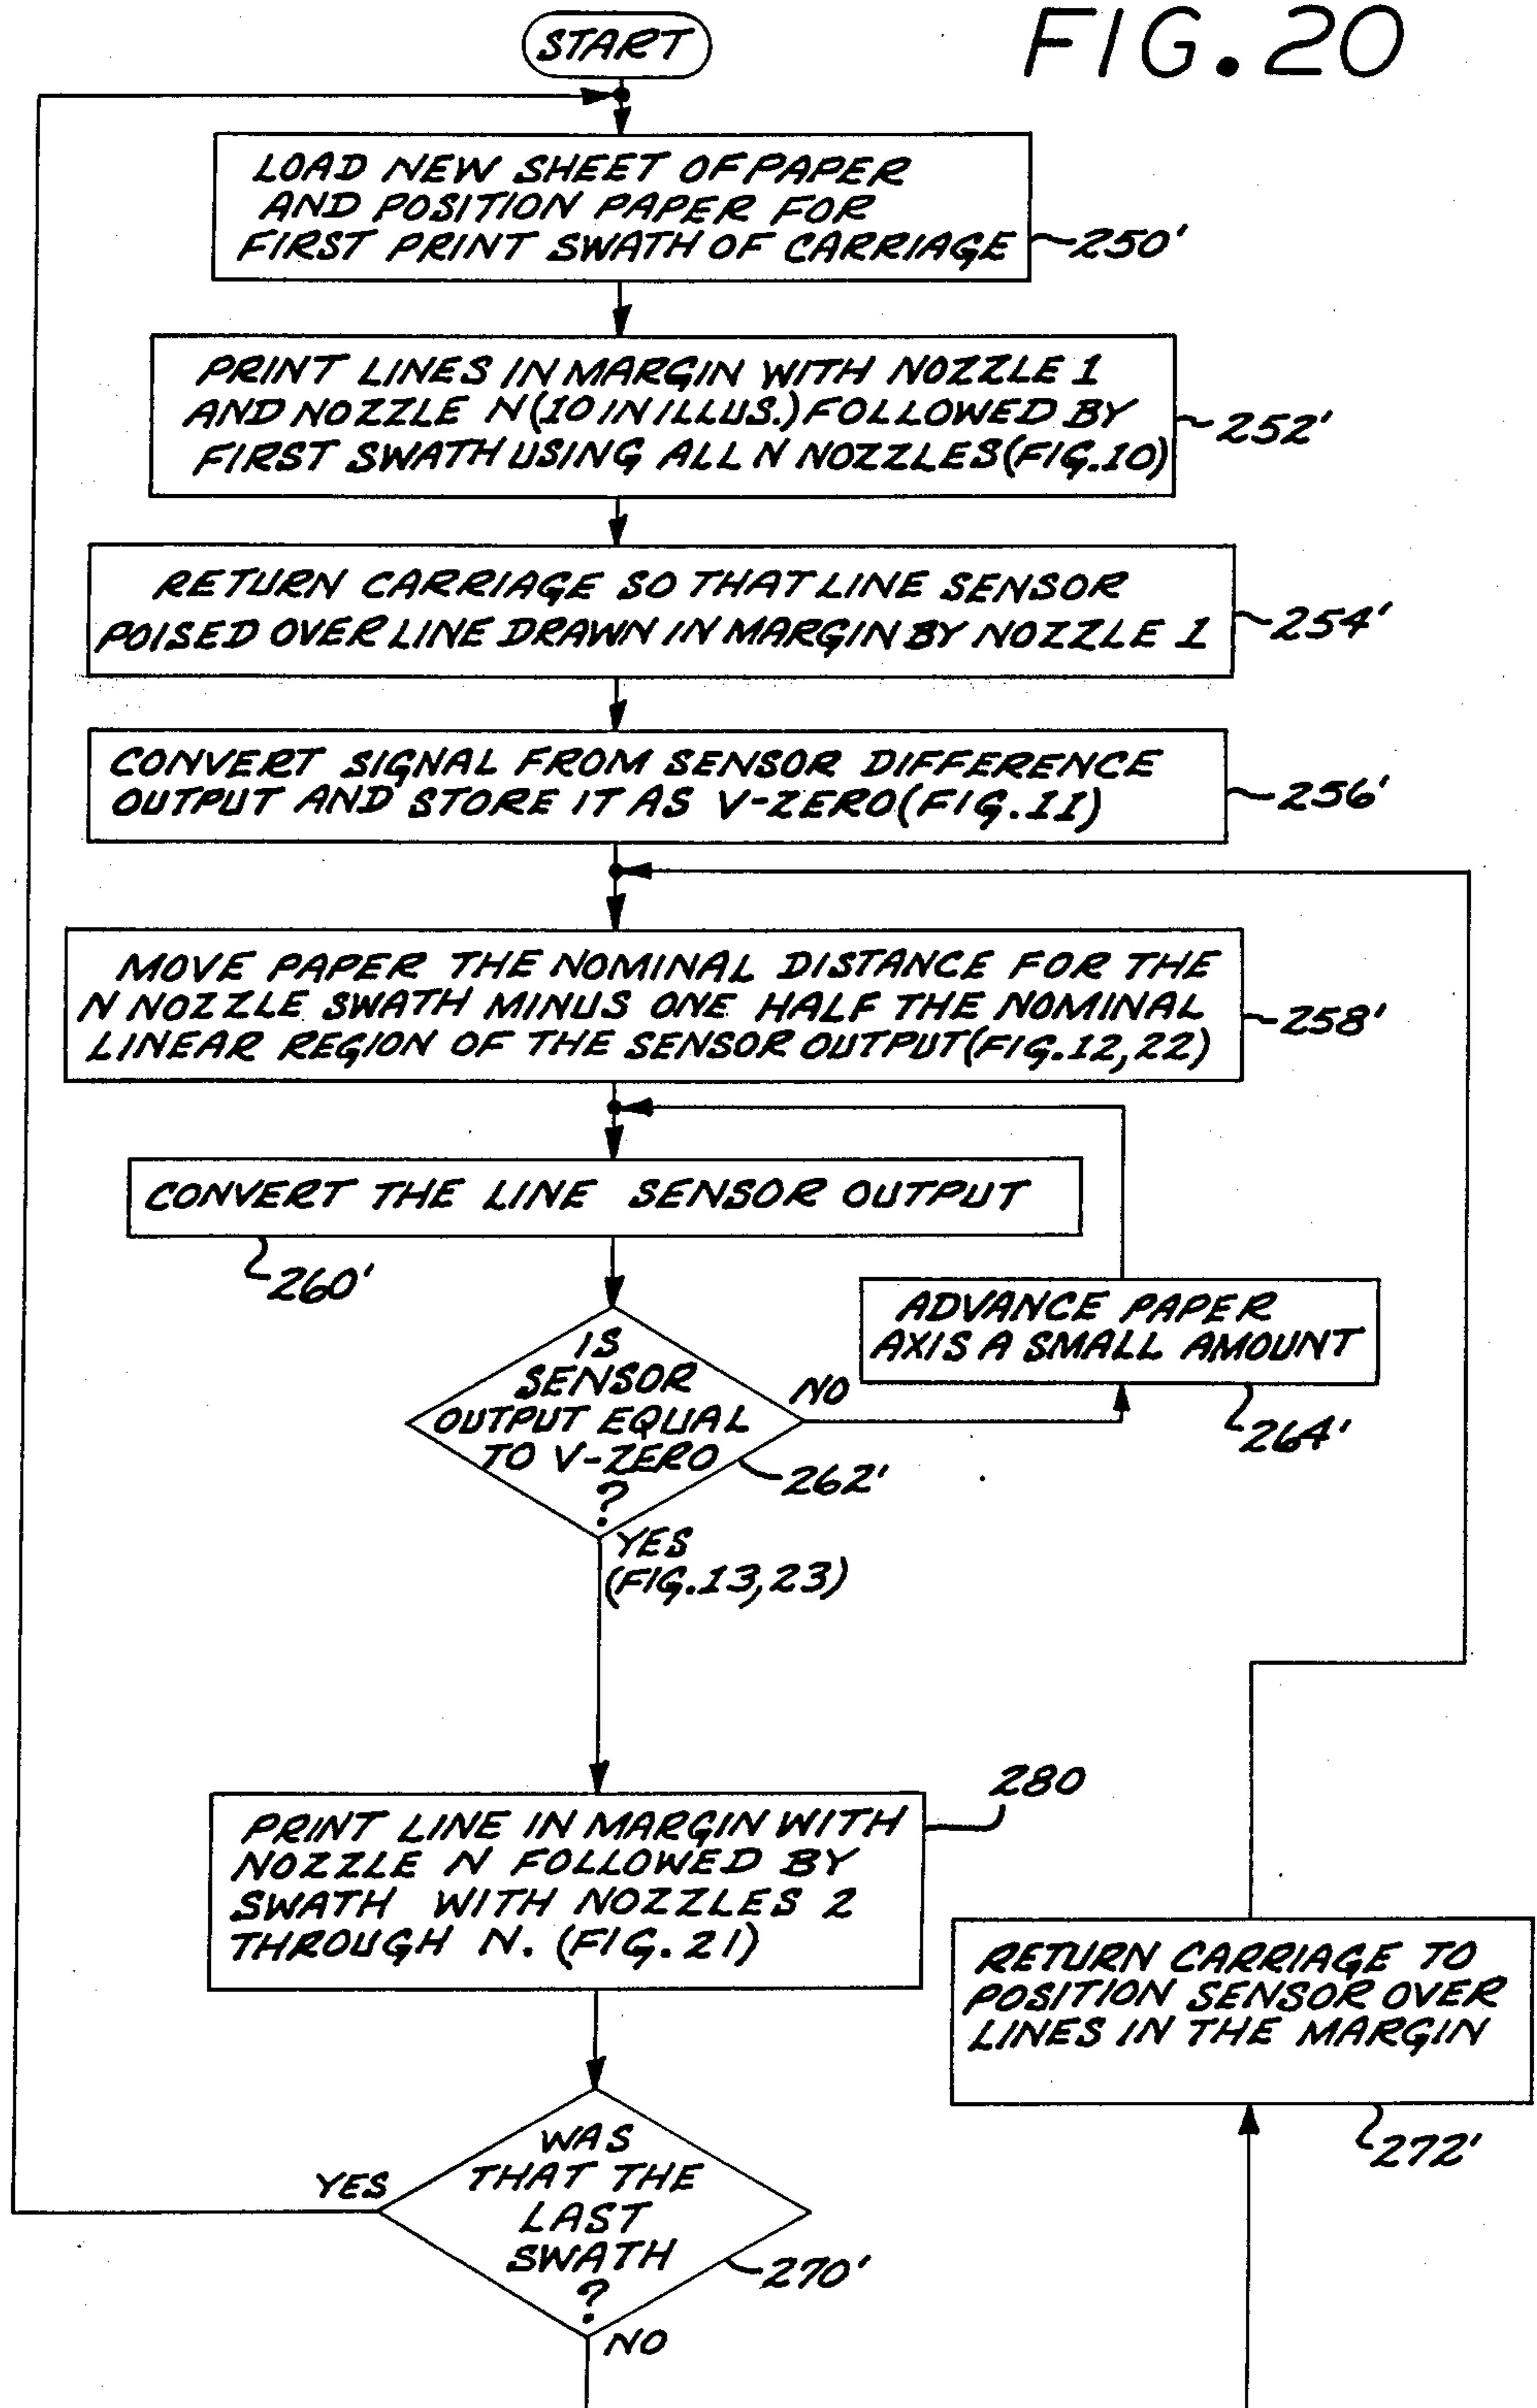 FIG. 20
START
LOAD NEW SHEET OF PAPER
AND POSITION PAPER FOR
FIRST PRINT SWATH OF CARRIAGE
250'
PRINT LINES IN MARGIN WITH NOZZLE 1
AND NOZZLE N (10 IN ILLUS.) FOLLOWED BY
FIRST SWATH USING ALL N NOZZLES (FIG. 10)
252'
RETURN CARRIAGE SO THAT LINE SENSOR
POISED OVER LINE DRAWN IN MARGIN BY NOZZLE 1
254'
CONVERT SIGNAL FROM SENSOR DIFFERENCE
OUTPUT AND STORE IT AS V-ZERO (FIG. 11)
256'
MOVE PAPER THE NOMINAL DISTANCE FOR THE
N NOZZLE SWATH MINUS ONE HALF THE NOMINAL
LINEAR REGION OF THE SENSOR OUTPUT (FIG. 12, 22)
258'
CONVERT THE LINE SENSOR OUTPUT
260'
IS
SENSOR
OUTPUT EQUAL
TO V-ZERO
?
262'
NO
ADVANCE PAPER
AXIS A SMALL AMOUNT
264'
YES
(FIG. 13, 23)
PRINT LINE IN MARGIN WITH
NOZZLE N FOLLOWED BY
SWATH WITH NOZZLES 2
THROUGH N. (FIG. 21)
280
RETURN CARRIAGE TO
POSITION SENSOR OVER
LINES IN THE MARGIN
272'
WAS
THAT THE
LAST
SWATH
?
270'
YES
NO